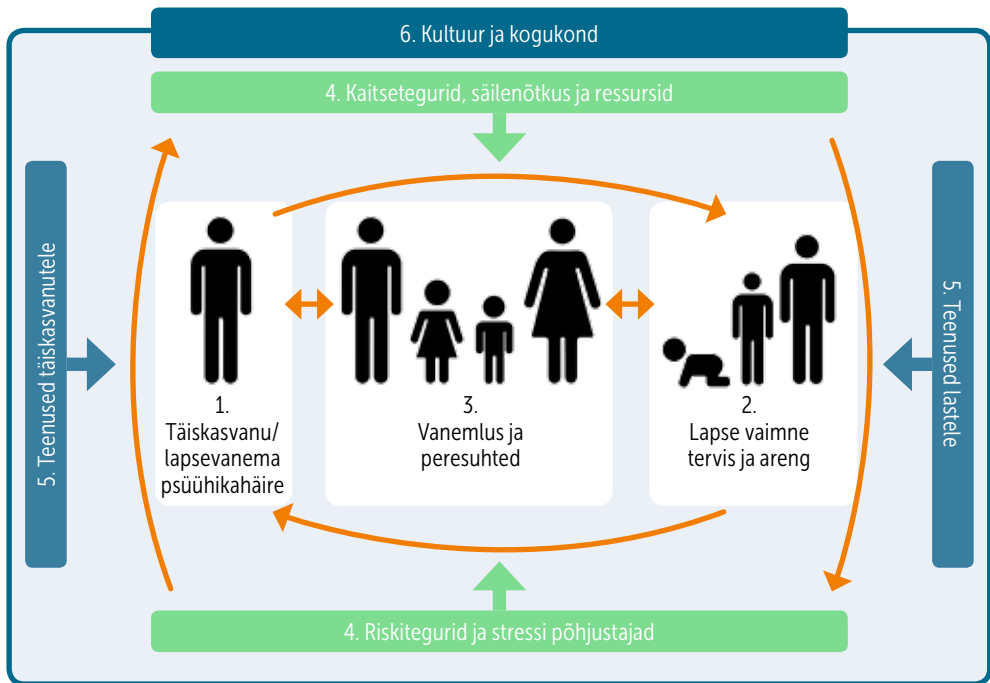 6. Kultuur ja kogukond
4. Kaitsetegurid, säilenõtkus ja ressursid
5. Teenused täiskasvanutele
1.
Täiskasvanu/
lapsevanema
psüühikahäire
3.
Vanemlus ja
peresuhted
2.
Lapse vaimne
tervis ja areng
5. Teenused lastele
4. Riskitegurid ja stressi põhjustajad